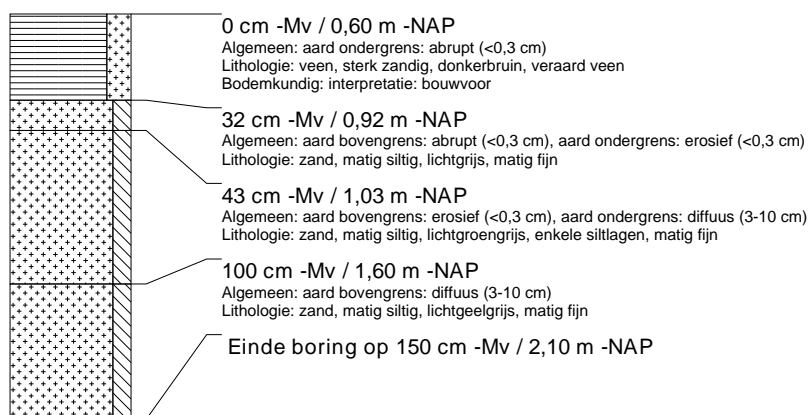 0 cm -Mv / 0,60 m -NAP
Algemeen: aard ondergrens: abrupt (<0,3 cm)
Lithologie: veen, sterk zandig, donkerbruin, veraard veen
Bodemkundig: interpretatie: bouwvoor
32 cm -Mv / 0,92 m -NAP
Algemeen: aard bovengrens: abrupt (<0,3 cm), aard ondergrens: erosief (<0,3 cm)
Lithologie: zand, matig siltig, lichtgrijs, matig fijn
43 cm -Mv / 1,03 m -NAP
Algemeen: aard bovengrens: erosief (<0,3 cm), aard ondergrens: diffuus (3-10 cm)
Lithologie: zand, matig siltig, lichtgroengrijs, enkele siltlagen, matig fijn
100 cm -Mv / 1,60 m -NAP
Algemeen: aard bovengrens: diffuus (3-10 cm)
Lithologie: zand, matig siltig, lichtgeelgrijs, matig fijn
Einde boring op 150 cm -Mv / 2,10 m -NAP